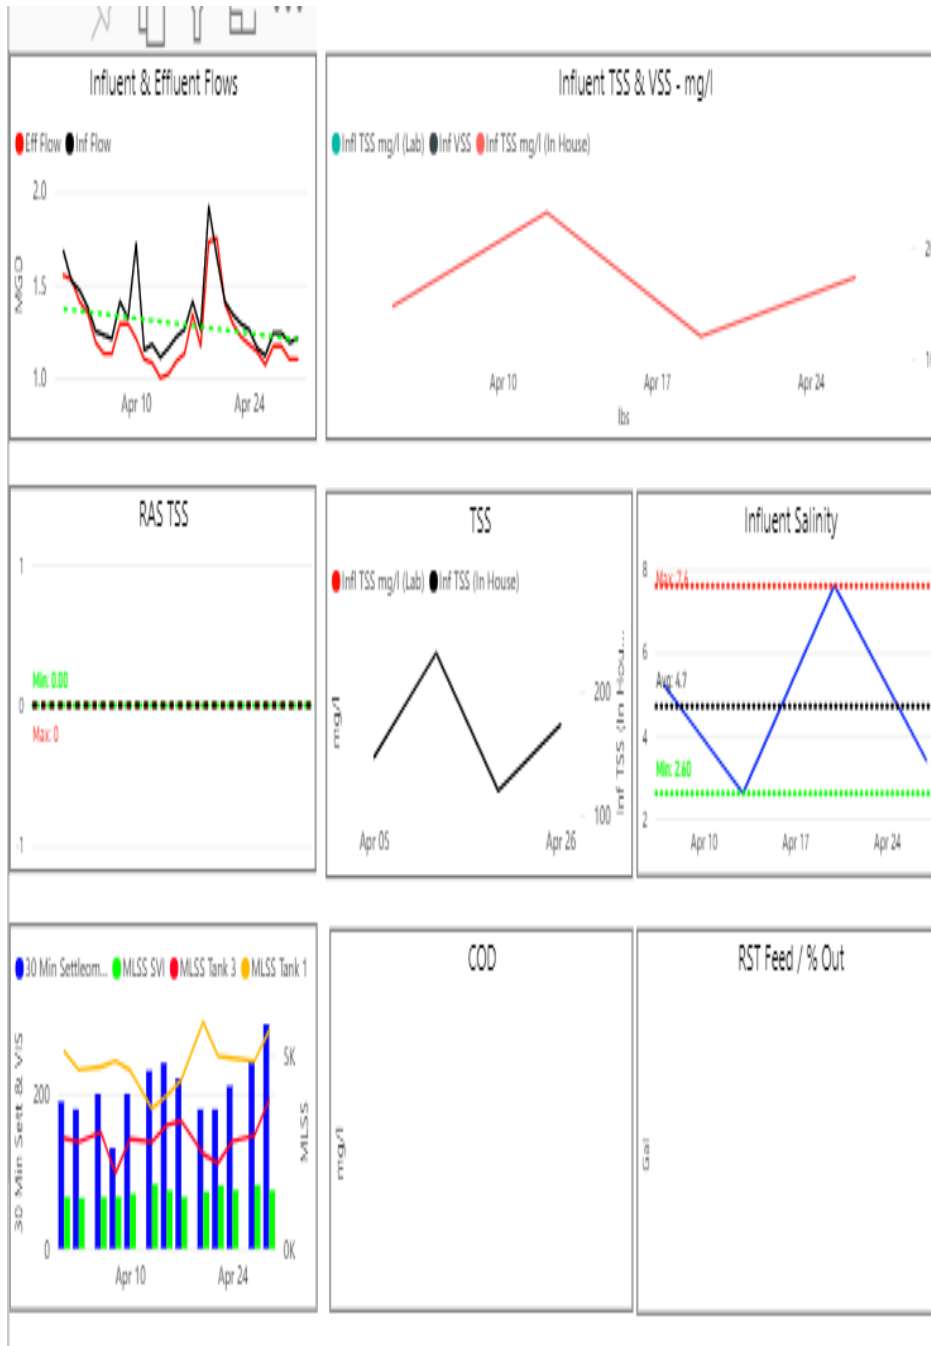 Influent & Effluent Flows
Eff Flow Inf Flow
2.0
1.5
1.0
MGD
Apr 10 Apr 24
Influent TSS & VSS - mg/l
Infl TSS mg/l (Lab) Inf VSS Inf TSS mg/l (In House)
Apr 10 Apr 17 Apr 24
lbs
RAS TSS
1
Min: 0.00
0
Max: 0
-1
TSS
Infl TSS mg/l (Lab) Inf TSS (In House)
mg/l
200
100
Inf TSS (In Hou...
Apr 05 Apr 26
Influent Salinity
8
Max: 7.6
6
Avg: 4.7
4
Min: 2.60
2
Apr 10 Apr 17 Apr 24
30 Min Settleom... MLSS SVI MLSS Tank 3 MLSS Tank 1
30 Min Sett & VIS
200
0
5K
0K
MLSS
Apr 10 Apr 24
COD
mg/l
RST Feed / % Out
Gal